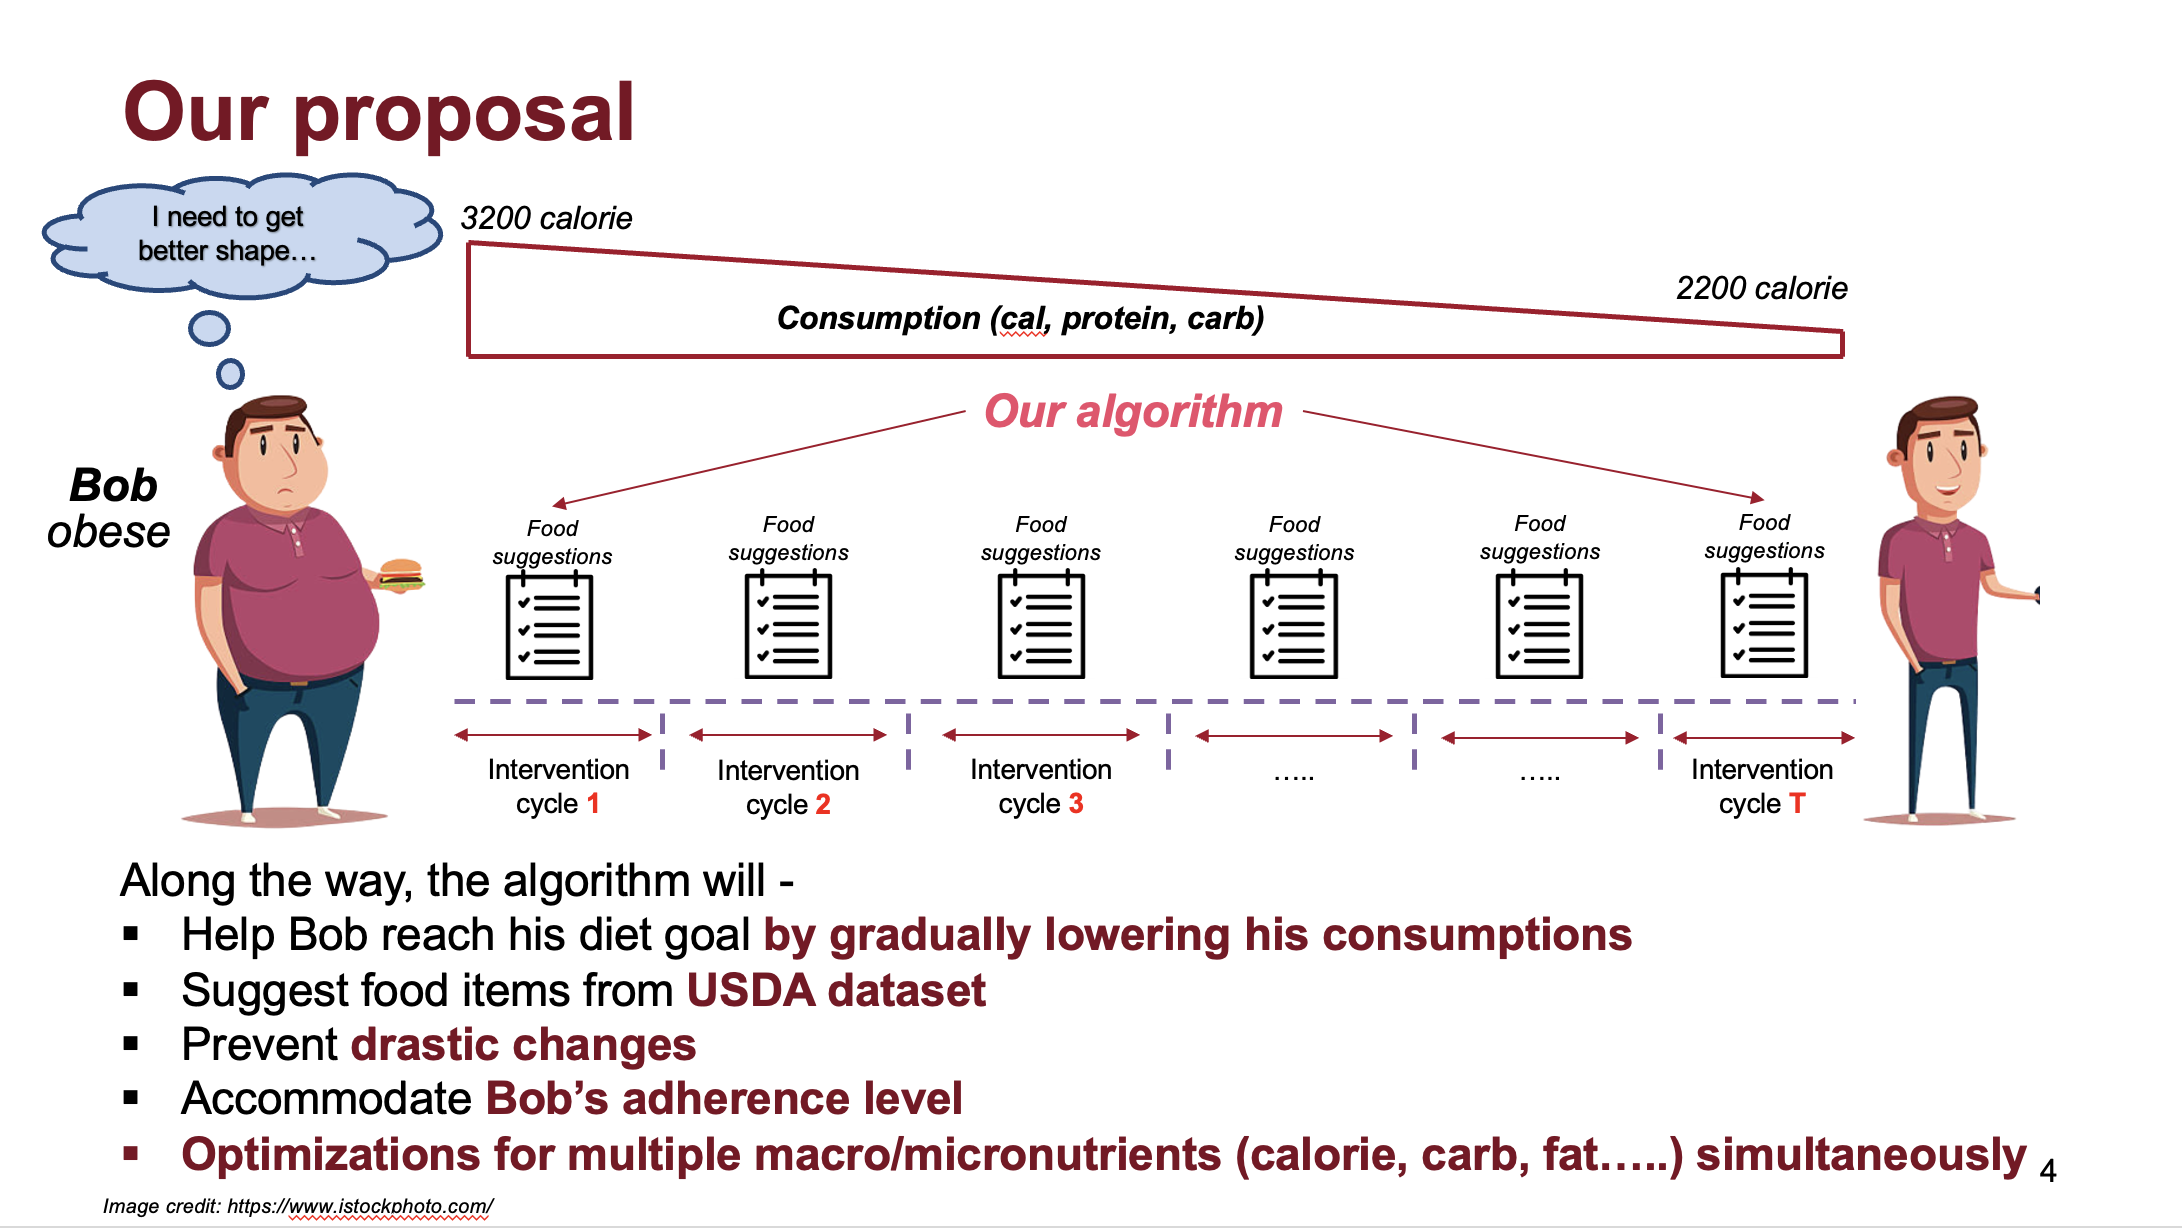 Our proposal
I need to get
better shape…
3200 calorie
2200 calorie
Consumption (cal, protein, carb)
Our algorithm
Bob
obese
Food
suggestions
Food
suggestions
Food
suggestions
Food
suggestions
Food
suggestions
Food
suggestions
Intervention
cycle 1
Intervention
cycle 2
Intervention
cycle 3
…..
…..
Intervention
cycle T
Along the way, the algorithm will -
▪ Help Bob reach his diet goal by gradually lowering his consumptions
▪ Suggest food items from USDA dataset
▪ Prevent drastic changes
▪ Accommodate Bob’s adherence level
▪ Optimizations for multiple macro/micronutrients (calorie, carb, fat…..) simultaneously
4
Image credit: https://www.istockphoto.com/